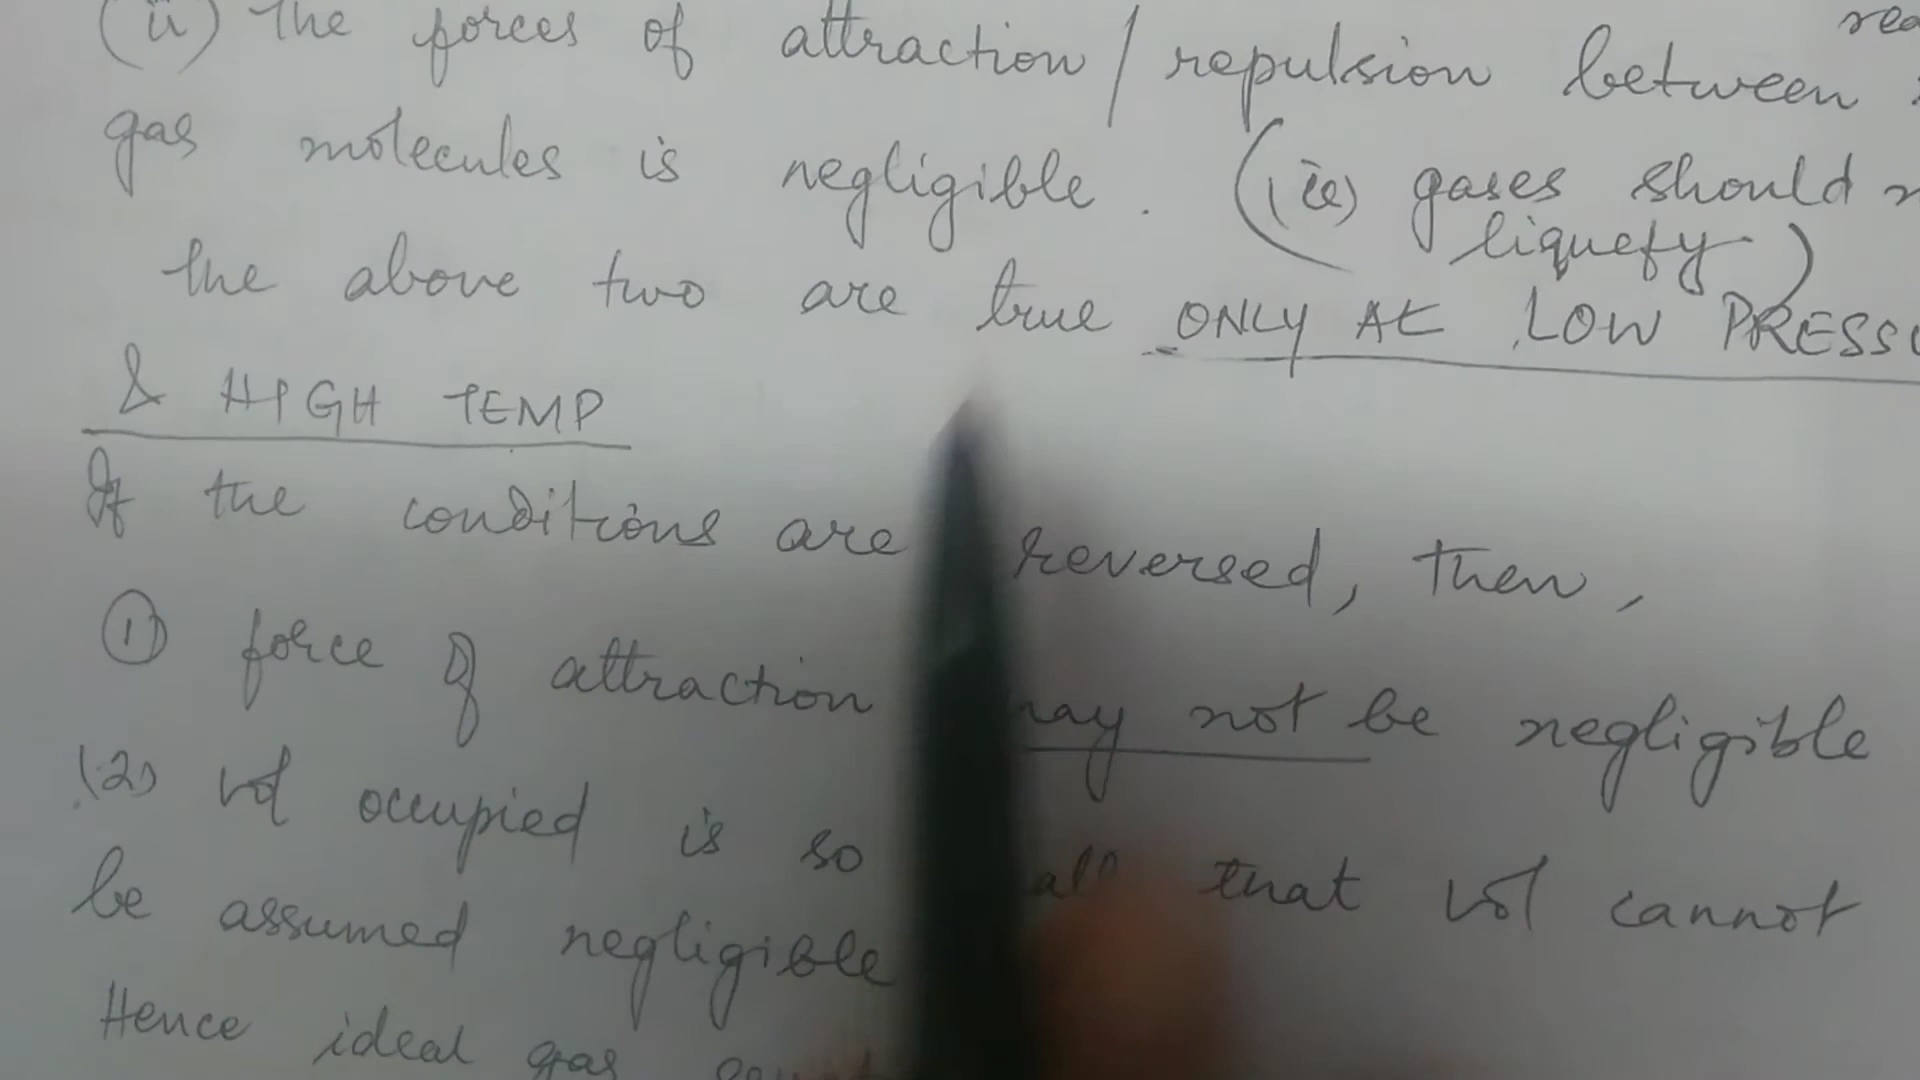 (ii) The forces of attraction / repulsion between
gas molecules is negligible. (ie) gases should
liquefy)
The above two are true ONLY At LOW
& HIGH TEMP
If the conditions are reversed, then,
① force of attraction not be negligible
(2) vol occupied is so that vol cannot
be assumed negligible
Hence ideal gas